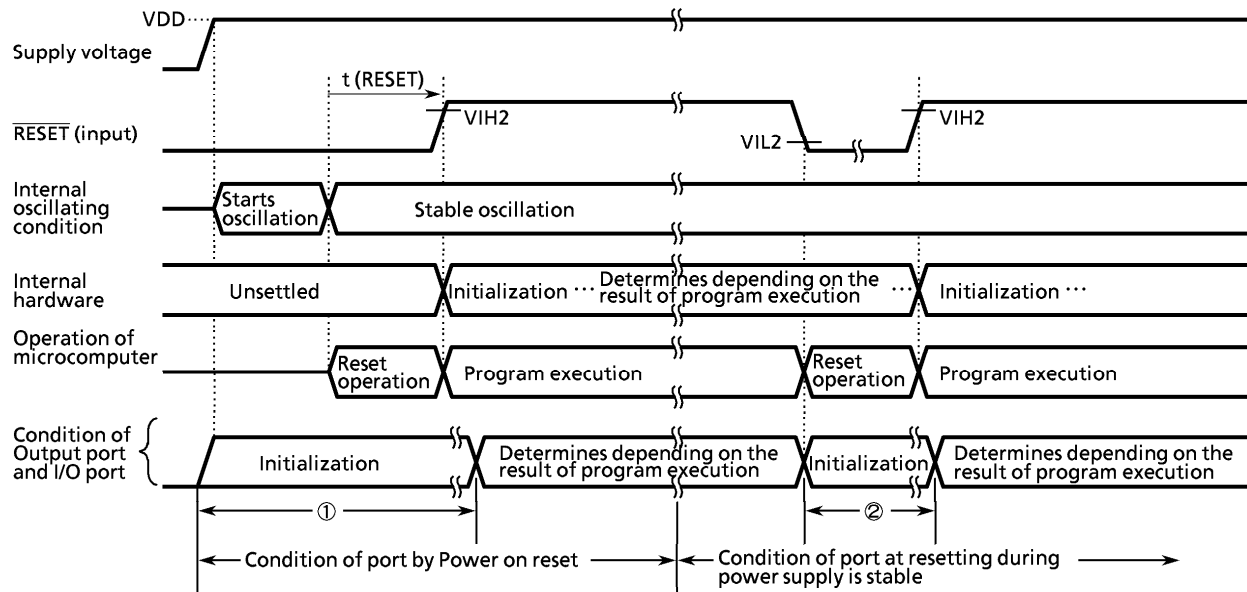 VDD
Supply voltage
t (RESET)
VIH2
VIH2
RESET (input)
VIL2
Internal
oscillating
condition
Starts
oscillation
Stable oscillation
Internal
hardware
Unsettled
Initialization ···
Determines depending on the
result of program execution
···
Initialization ···
Operation of
microcomputer
Reset
operation
Program execution
Reset
operation
Program execution
Condition of
Output port
and I/O port
Initialization
Determines depending on the
result of program execution
Initialization
Determines depending on the
result of program execution
①
②
Condition of port by Power on reset
Condition of port at resetting during
power supply is stable